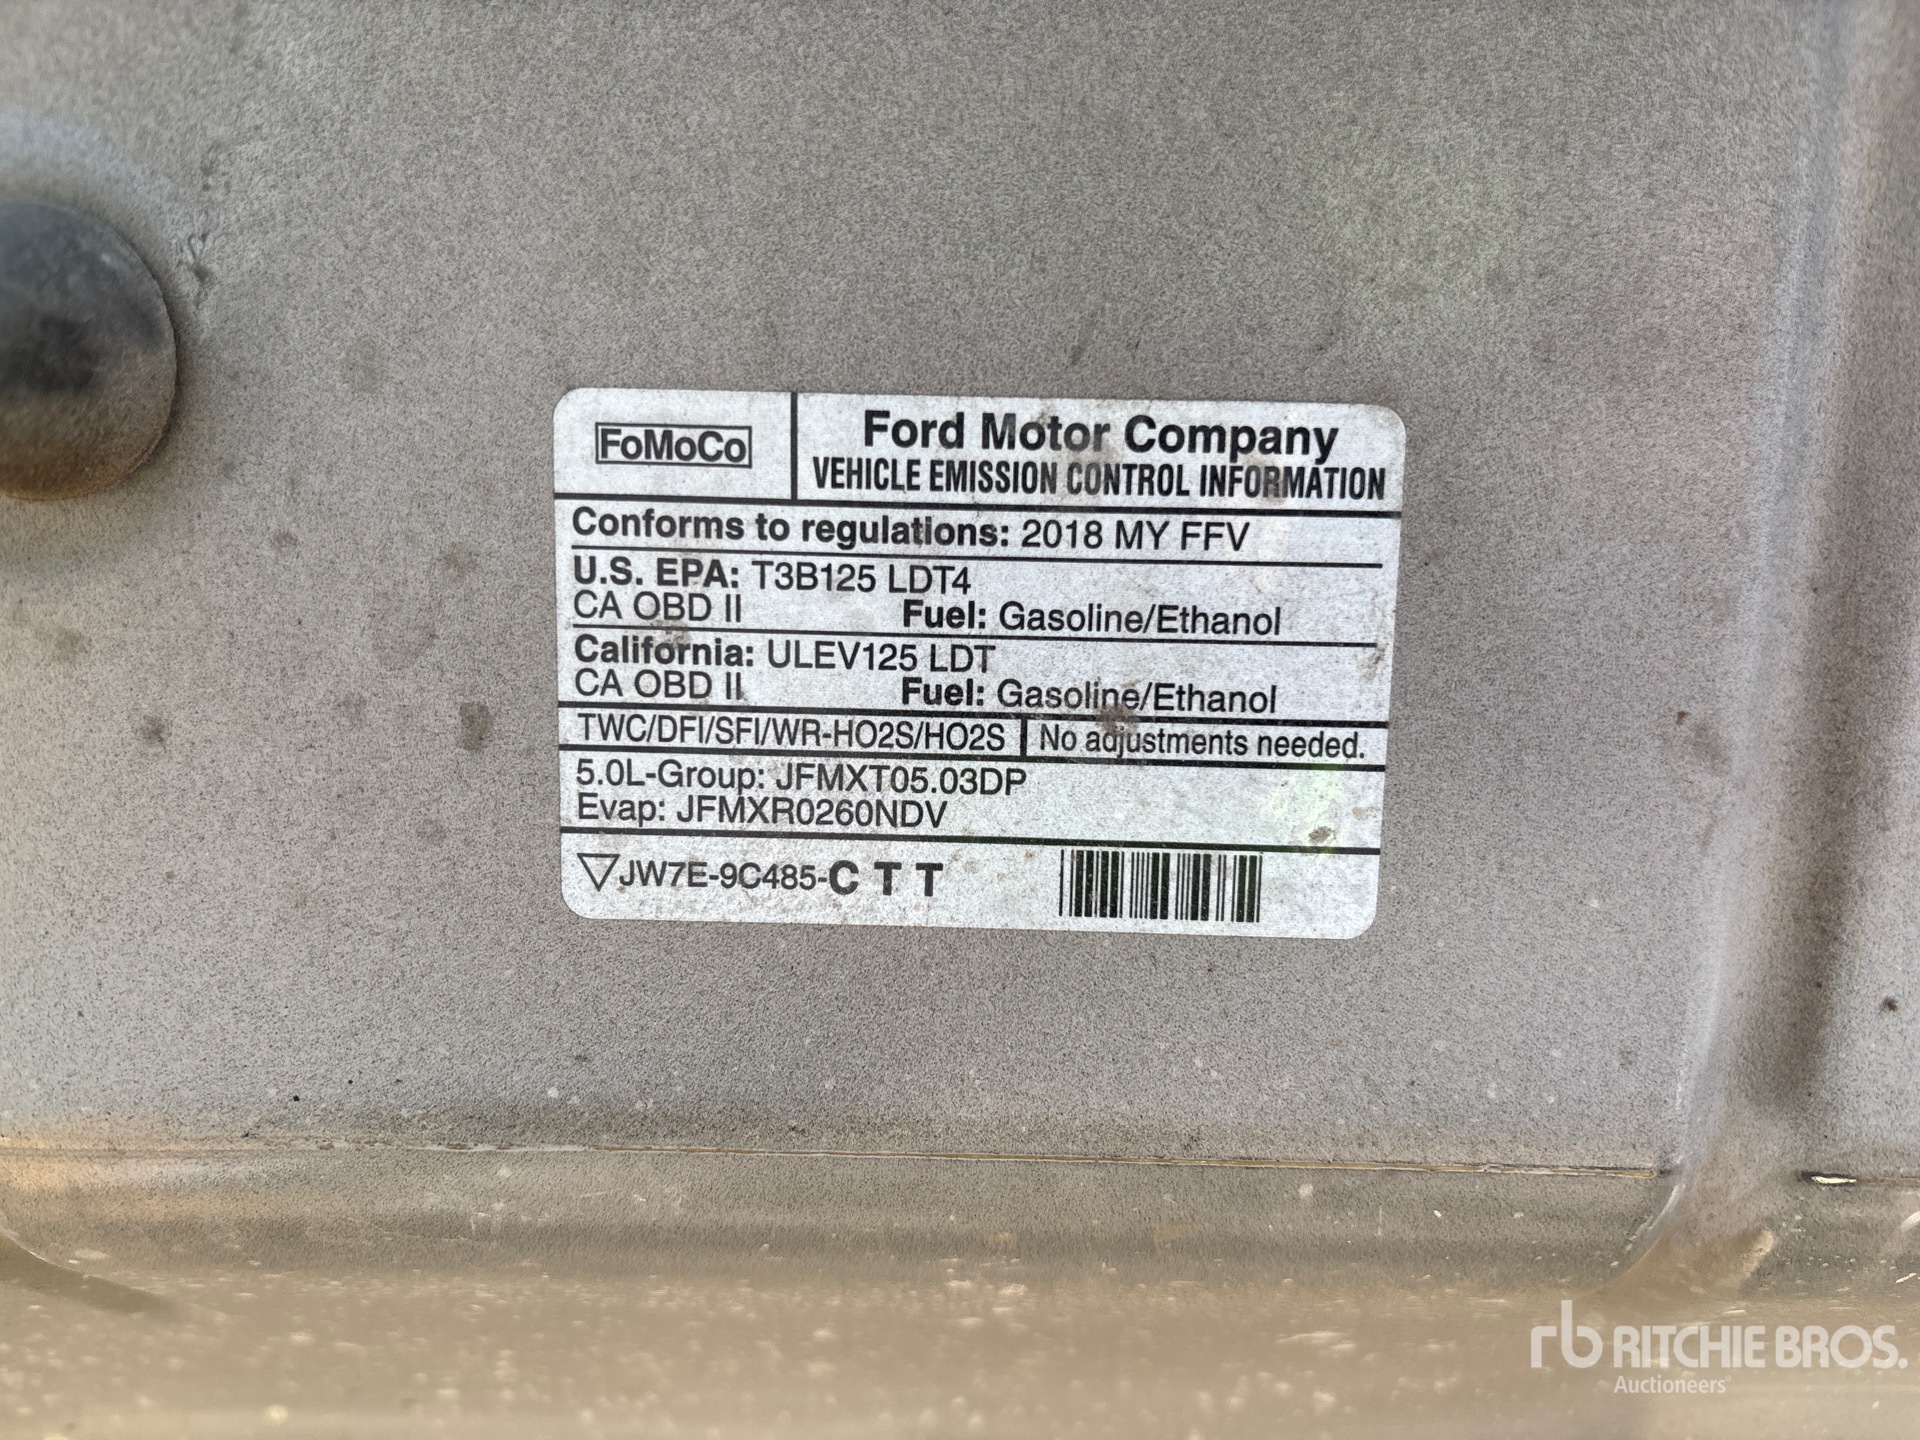 FoMoCo
Ford Motor Company
VEHICLE EMISSION CONTROL INFORMATION
Conforms to regulations: 2018 MY FFV
U.S. EPA: T3B125 LDT4
CA OBD II Fuel: Gasoline/Ethanol
California: ULEV125 LDT
CA OBD II Fuel: Gasoline/Ethanol
TWC/DFI/SFI/WR-HO2S/HO2S No adjustments needed.
5.0L-Group: JFMXT05.03DP
Evap: JFMXR0260NDV
JW7E-9C485-C T T
rb RITCHIE BROS.
Auctioneers